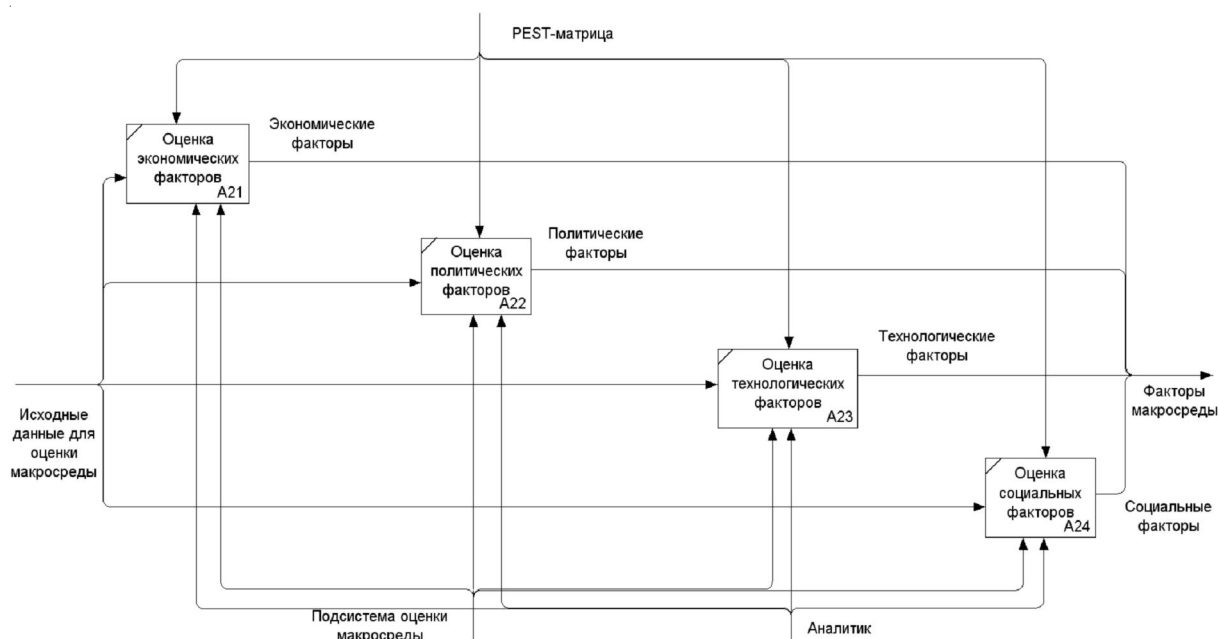 PEST-матрица
Экономические
факторы
Оценка
экономических
факторов
A21
Политические
факторы
Оценка
политических
факторов
A22
Технологические
факторы
Оценка
технологических
факторов
A23
Факторы
макросреды
Исходные
данные для
оценки
макросреды
Оценка
социальных
факторов
A24
Социальные
факторы
Подсистема оценки
макросреды
Аналитик